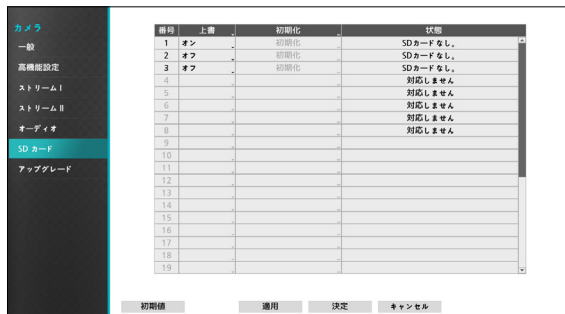 カメラ
一般
高機能設定
ストリーム I
ストリーム II
オーディオ
SD カード
アップグレード
番号 上書 初期化 状態
1 オン 初期化 SDカードなし。
2 オフ 初期化 SDカードなし。
3 オフ 初期化 SDカードなし。
4 対応しません
5 対応しません
6 対応しません
7 対応しません
8 対応しません
9
10
11
12
13
14
15
16
17
18
19
初期値 適用 決定 キャンセル